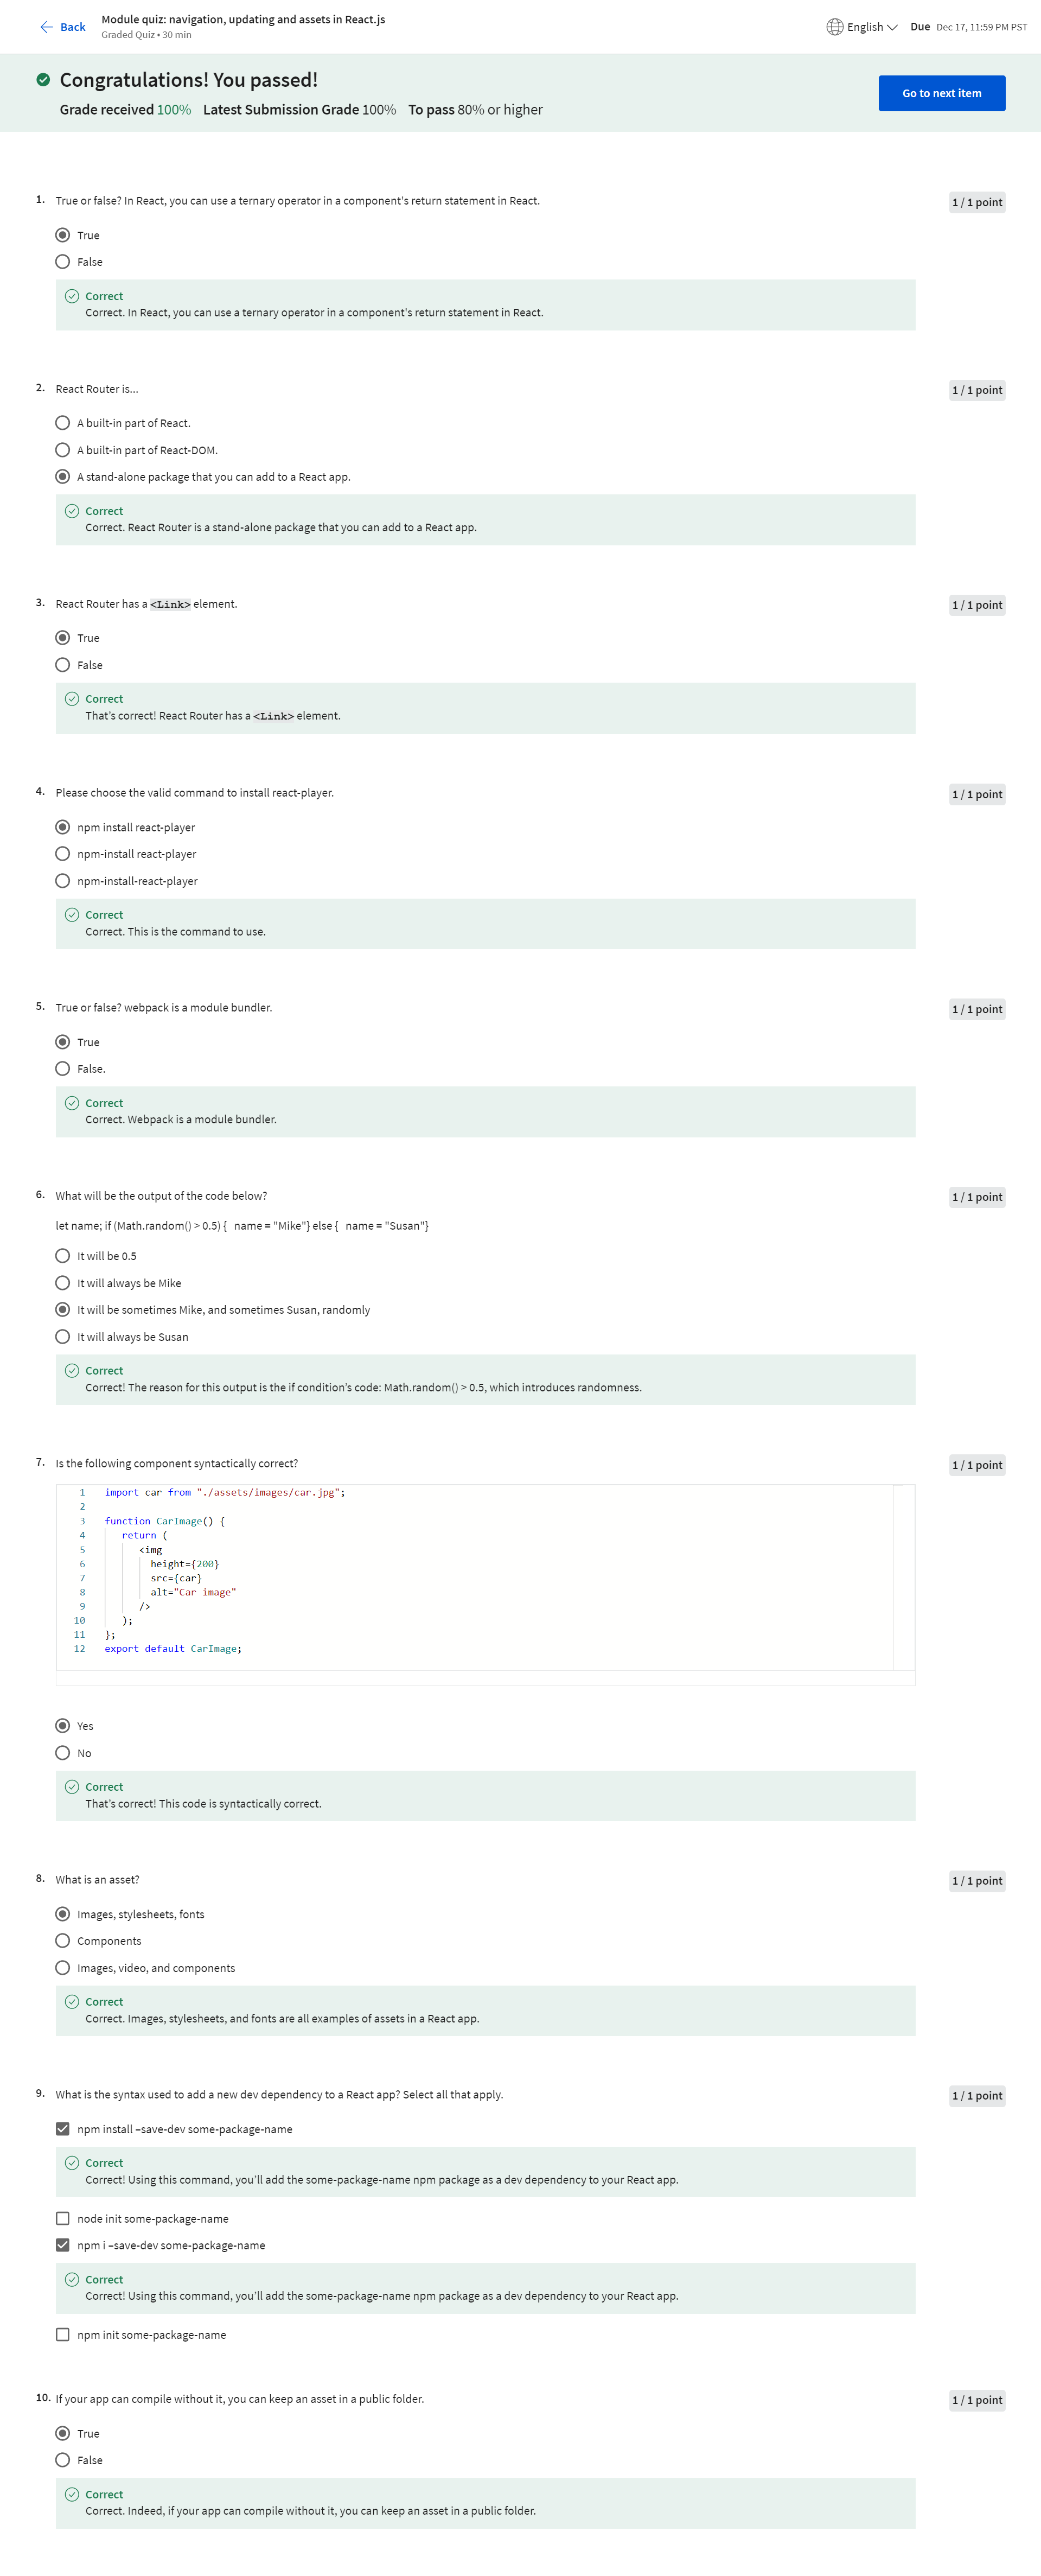 Back
Module quiz: navigation, updating and assets in React.js
Graded Quiz • 30 min
English
Due Dec 17, 11:59 PM PST
Congratulations! You passed!
Grade received 100% Latest Submission Grade 100% To pass 80% or higher
Go to next item
1. True or false? In React, you can use a ternary operator in a component's return statement in React.
1 / 1 point
True
False
Correct
Correct. In React, you can use a ternary operator in a component's return statement in React.
2. React Router is...
1 / 1 point
A built-in part of React.
A built-in part of React-DOM.
A stand-alone package that you can add to a React app.
Correct
Correct. React Router is a stand-alone package that you can add to a React app.
3. React Router has a <Link> element.
1 / 1 point
True
False
Correct
That's correct! React Router has a <Link> element.
4. Please choose the valid command to install react-player.
1 / 1 point
npm install react-player
npm-install react-player
npm-install-react-player
Correct
Correct. This is the command to use.
5. True or false? webpack is a module bundler.
1 / 1 point
True
False.
Correct
Correct. Webpack is a module bundler.
6. What will be the output of the code below?
1 / 1 point
let name; if (Math.random() > 0.5) { name = "Mike"} else { name = "Susan"}
It will be 0.5
It will always be Mike
It will be sometimes Mike, and sometimes Susan, randomly
It will always be Susan
Correct
Correct! The reason for this output is the if condition's code: Math.random() > 0.5, which introduces randomness.
7. Is the following component syntactically correct?
1 / 1 point
1 import car from "./assets/images/car.jpg";
2
3 function CarImage() {
4 return (
5 <img
6 height={200}
7 src={car}
8 alt="Car image"
9 />
10 );
11 };
12 export default CarImage;
Yes
No
Correct
That's correct! This code is syntactically correct.
8. What is an asset?
1 / 1 point
Images, stylesheets, fonts
Components
Images, video, and components
Correct
Correct. Images, stylesheets, and fonts are all examples of assets in a React app.
9. What is the syntax used to add a new dev dependency to a React app? Select all that apply.
1 / 1 point
npm install –save-dev some-package-name
Correct
Correct! Using this command, you'll add the some-package-name npm package as a dev dependency to your React app.
node init some-package-name
npm i –save-dev some-package-name
Correct
Correct! Using this command, you'll add the some-package-name npm package as a dev dependency to your React app.
npm init some-package-name
10. If your app can compile without it, you can keep an asset in a public folder.
1 / 1 point
True
False
Correct
Correct. Indeed, if your app can compile without it, you can keep an asset in a public folder.